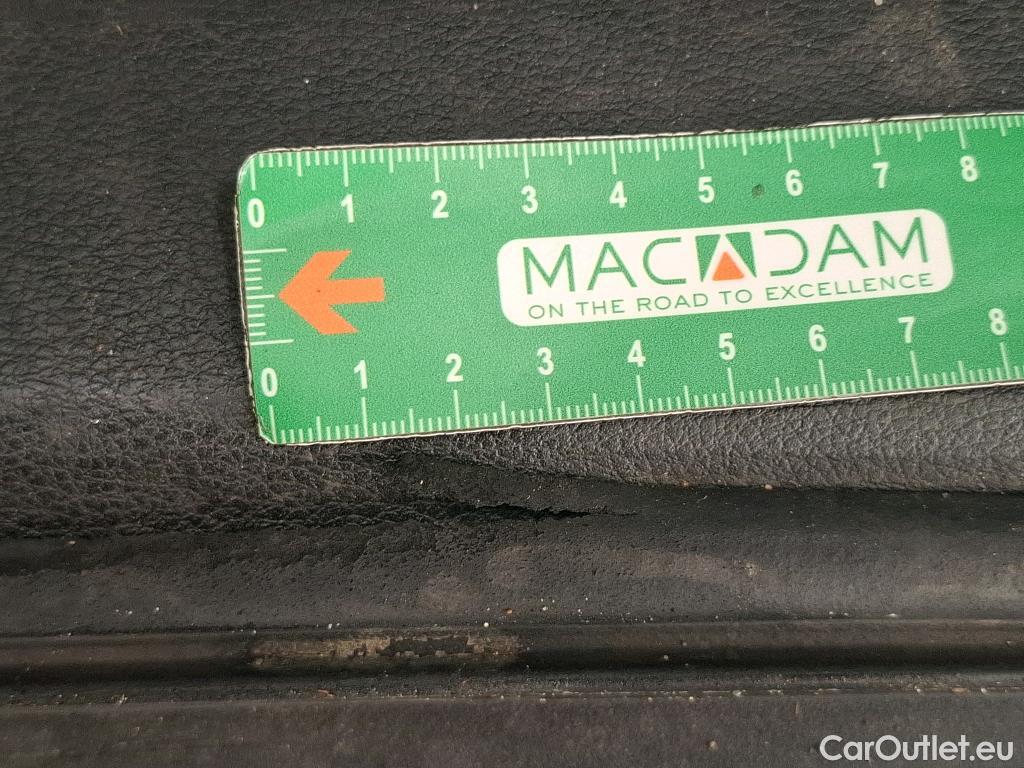 0 1 2 3 4 5 6 7 8
MACADAM
ON THE ROAD TO EXCELLENCE
0 1 2 3 4 5 6 7 8
CarOutlet.eu